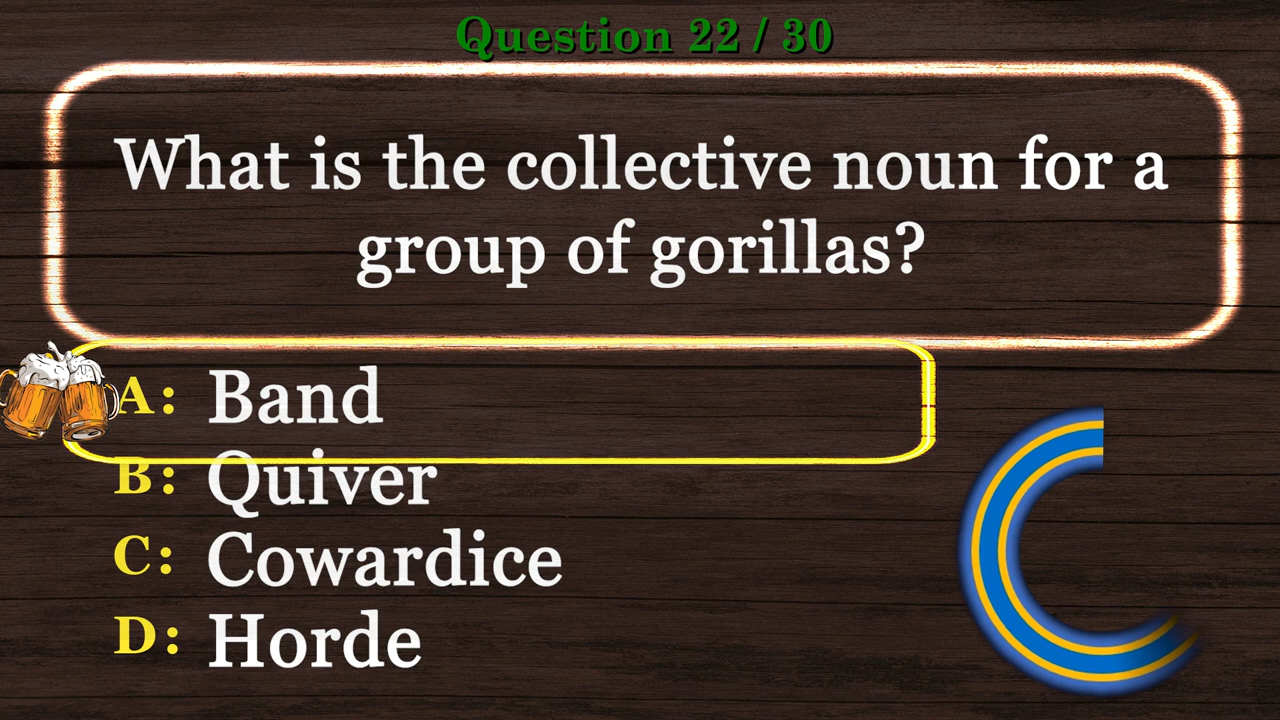 Question 22 / 30
What is the collective noun for a
group of gorillas?
A: Band
B: Quiver
C: Cowardice
D: Horde